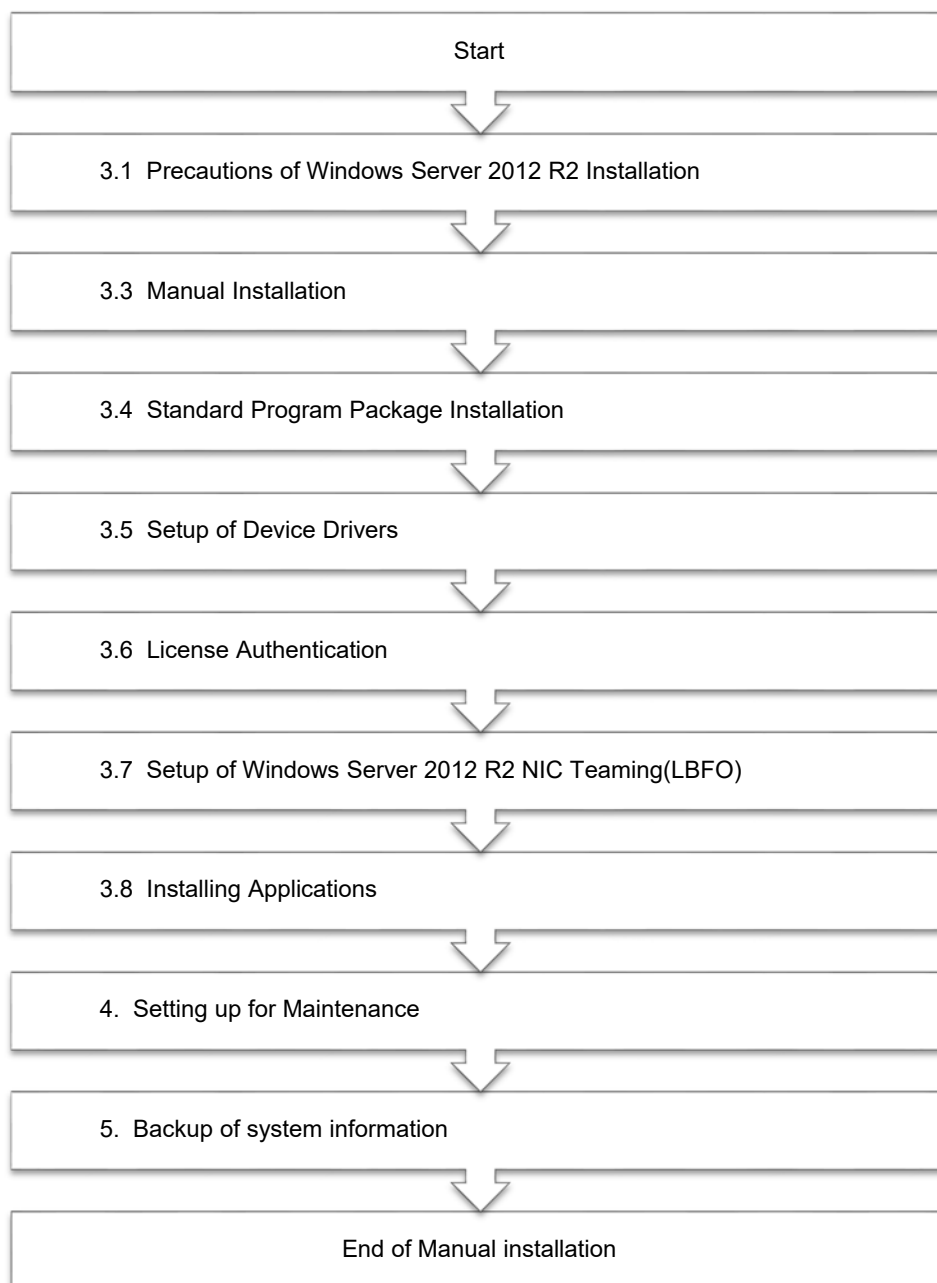 Start
3.1 Precautions of Windows Server 2012 R2 Installation
3.3 Manual Installation
3.4 Standard Program Package Installation
3.5 Setup of Device Drivers
3.6 License Authentication
3.7 Setup of Windows Server 2012 R2 NIC Teaming(LBFO)
3.8 Installing Applications
4. Setting up for Maintenance
5. Backup of system information
End of Manual installation